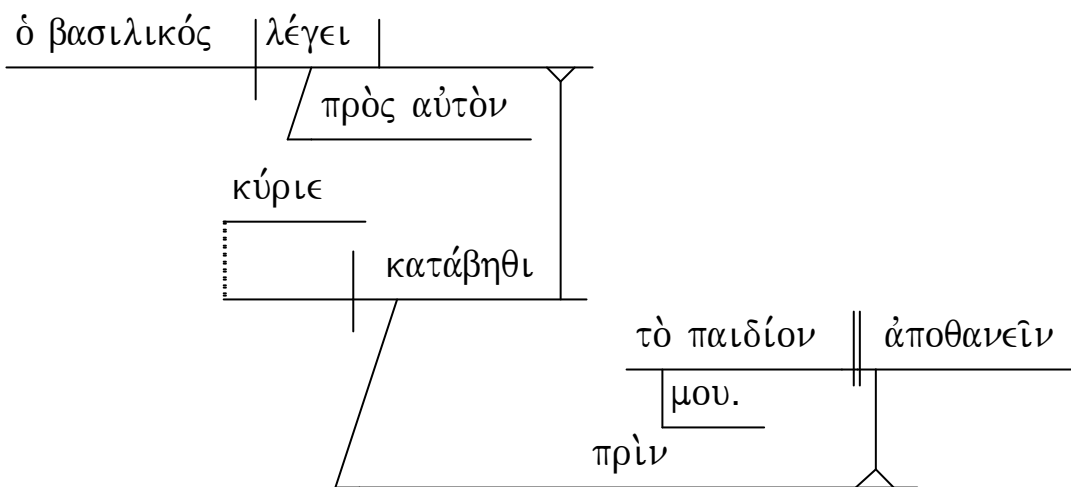 ὁ βασιλικός λέγει
πρὸς αὐτὸν
κύριε
κατάβηθι
τὸ παιδίον ἀποθανεῖν
μου.
πρὶν